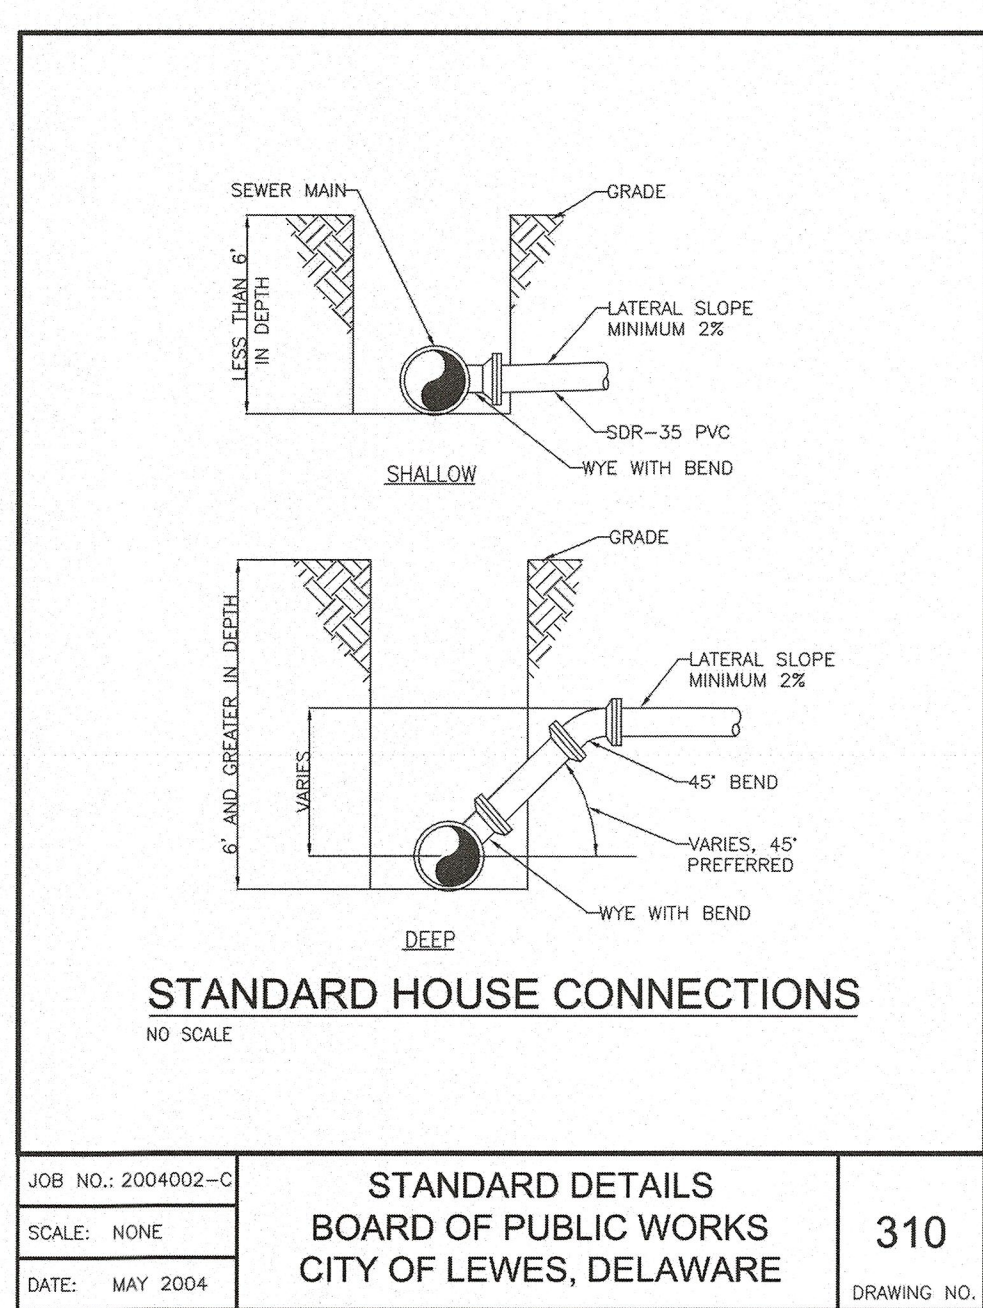 SEWER MAIN
GRADE
LESS THAN 6'
IN DEPTH
LATERAL SLOPE
MINIMUM 2%
SDR-35 PVC
WYE WITH BEND
SHALLOW
GRADE
6' AND GREATER IN DEPTH
LATERAL SLOPE
MINIMUM 2%
VARIES
45° BEND
VARIES, 45°
PREFERRED
WYE WITH BEND
DEEP
STANDARD HOUSE CONNECTIONS
NO SCALE
JOB NO.: 2004002-C
SCALE: NONE
DATE: MAY 2004
STANDARD DETAILS
BOARD OF PUBLIC WORKS
CITY OF LEWES, DELAWARE
310
DRAWING NO.